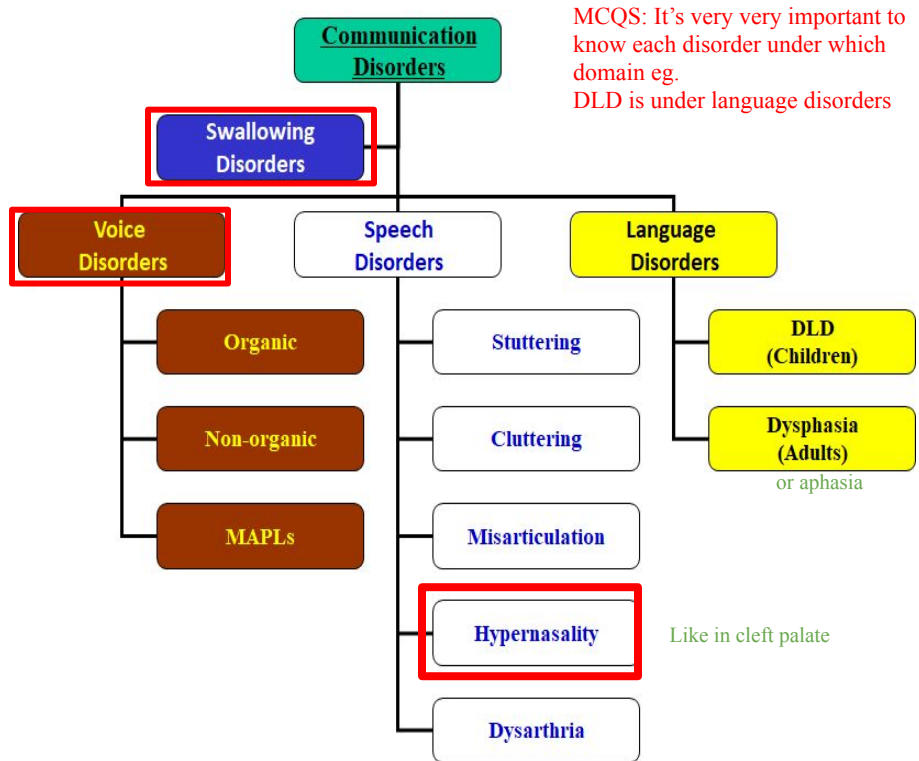 Communication
Disorders
MCQS: It's very very important to
know each disorder under which
domain eg.
DLD is under language disorders
Swallowing
Disorders
Voice
Disorders
Speech
Disorders
Language
Disorders
Organic
Non-organic
MAPLs
Stuttering
Cluttering
Misarticulation
Hypernasality
Like in cleft palate
Dysarthria
DLD
(Children)
Dysphasia
(Adults)
or aphasia